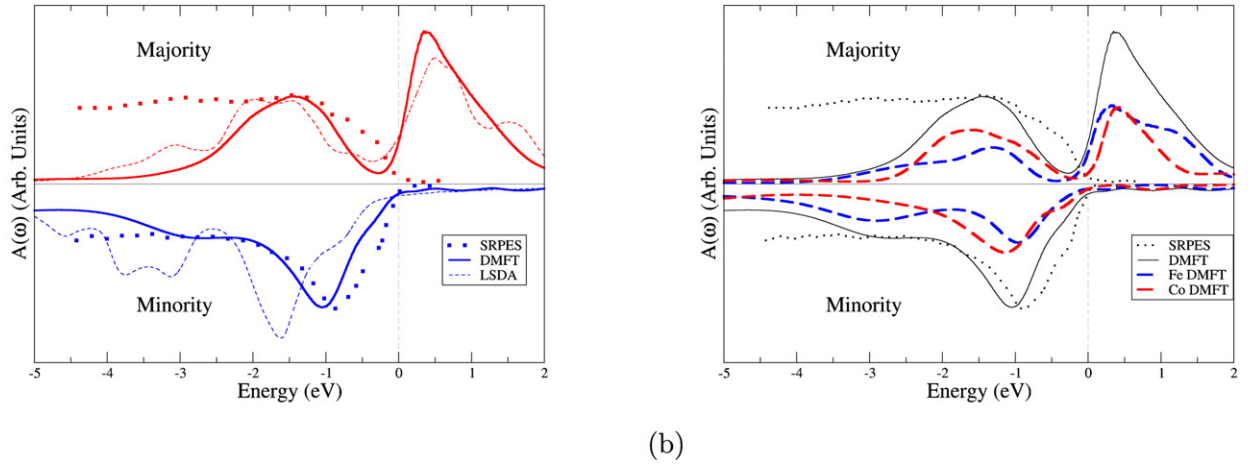 Majority
A(ω) (Arb. Units)
SRPES
DMFT
LSDA
Minority
-5 -4 -3 -2 -1 0 1 2
Energy (eV)
Majority
A(ω) (Arb. Units)
SRPES
DMFT
Fe DMFT
Co DMFT
Minority
-5 -4 -3 -2 -1 0 1 2
Energy (eV)
(b)